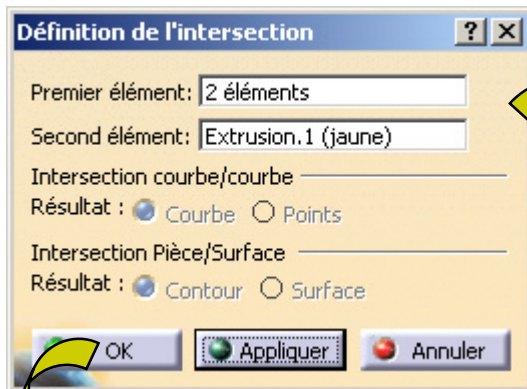 Définition de l'intersection
Premier élément: 2 éléments
Second élément: Extrusion.1 (jaune)
Intersection courbe/courbe
Résultat : Courbe Points
Intersection Pièce/Surface
Résultat : Contour Surface
OK Appliquer Annuler